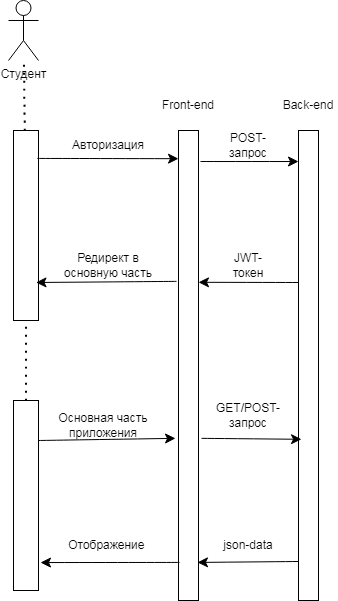 Студент
Front-end
Back-end
Авторизация
POST-
запрос
Редирект в
основную часть
JWT-
токен
Основная часть
приложения
GET/POST-
запрос
Отображение
json-data